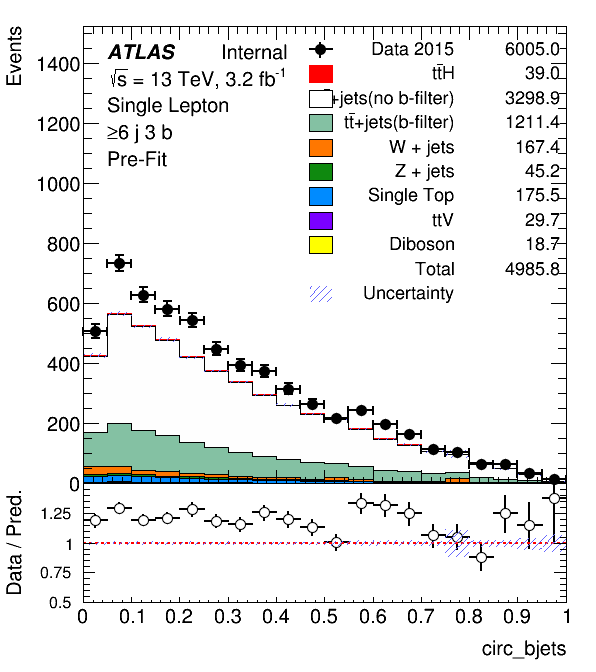 Events
1400
1200
1000
800
600
400
200
0
ATLAS Internal
√s = 13 TeV, 3.2 fb⁻¹
Single Lepton
≥6 j 3 b
Pre-Fit
Data 2015 6005.0
tt̄H 39.0
+jets(no b-filter) 3298.9
tt̄+jets(b-filter) 1211.4
W + jets 167.4
Z + jets 45.2
Single Top 175.5
ttV 29.7
Diboson 18.7
Total 4985.8
Uncertainty
Data / Pred.
1.25
1
0.75
0.5
0 0.1 0.2 0.3 0.4 0.5 0.6 0.7 0.8 0.9 1
circ_bjets